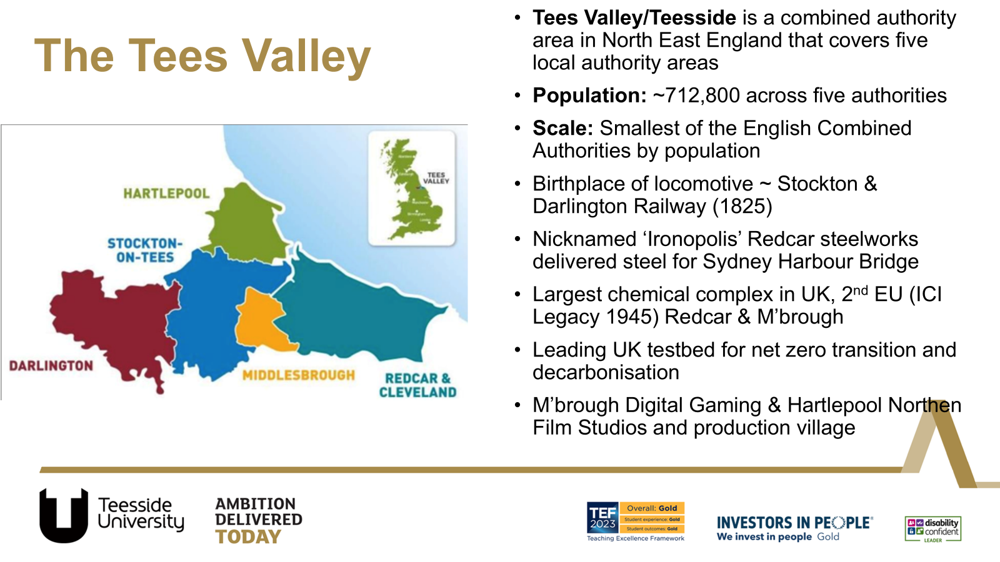 The Tees Valley
HARTLEPOOL
STOCKTON-
ON-TEES
DARLINGTON
MIDDLESBROUGH
REDCAR &
CLEVELAND
TEES
VALLEY
• Tees Valley/Teesside is a combined authority
area in North East England that covers five
local authority areas
• Population: ~712,800 across five authorities
• Scale: Smallest of the English Combined
Authorities by population
• Birthplace of locomotive ~ Stockton &
Darlington Railway (1825)
• Nicknamed ‘Ironopolis’ Redcar steelworks
delivered steel for Sydney Harbour Bridge
• Largest chemical complex in UK, 2nd EU (ICI
Legacy 1945) Redcar & M’brough
• Leading UK testbed for net zero transition and
decarbonisation
• M’brough Digital Gaming & Hartlepool Northen
Film Studios and production village
Teesside
University
AMBITION
DELIVERED
TODAY
TEF
2023
Overall: Gold
Student experience: Gold
Student outcomes: Gold
Teaching Excellence Framework
INVESTORS IN PEOPLE
We invest in people Gold
disability
confident
LEADER